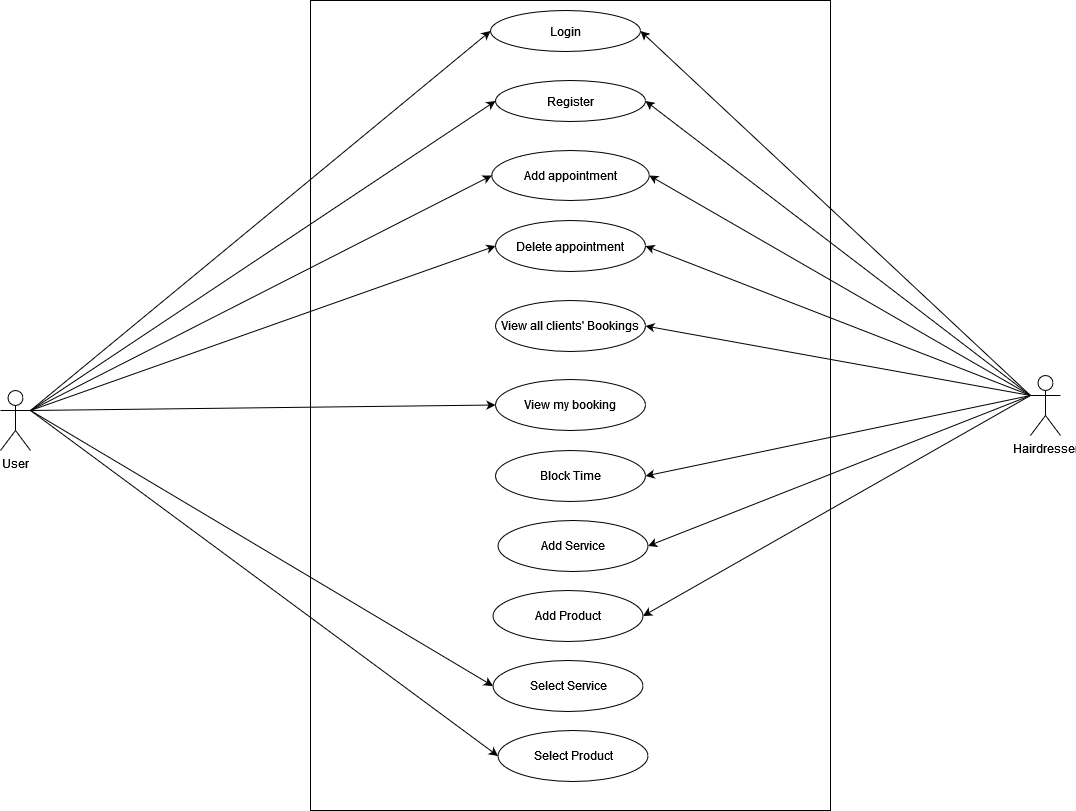 Login
Register
Add appointment
Delete appointment
View all clients' Bookings
View my booking
Block Time
Add Service
Add Product
Select Service
Select Product
User
Hairdresser